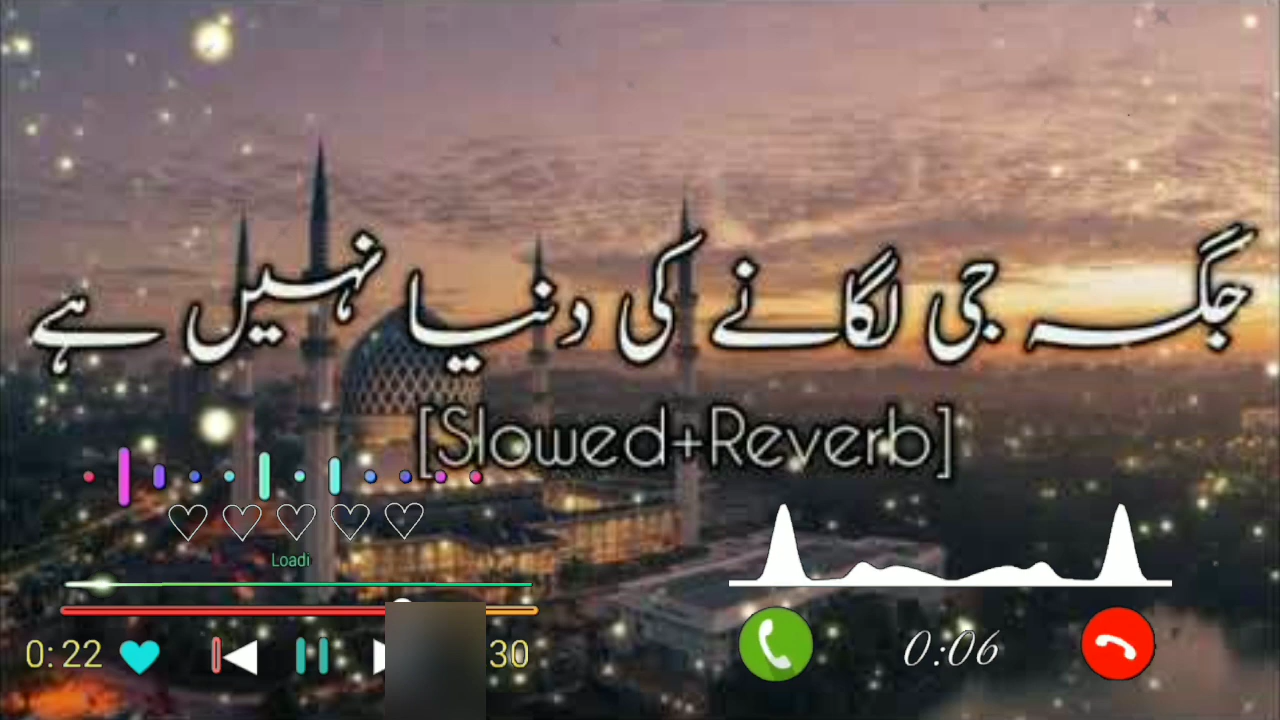 جگہ جی لگانے کی دنیا نہیں ہے
[Slowed+Reverb]
Loadi
0:22
30
0:06